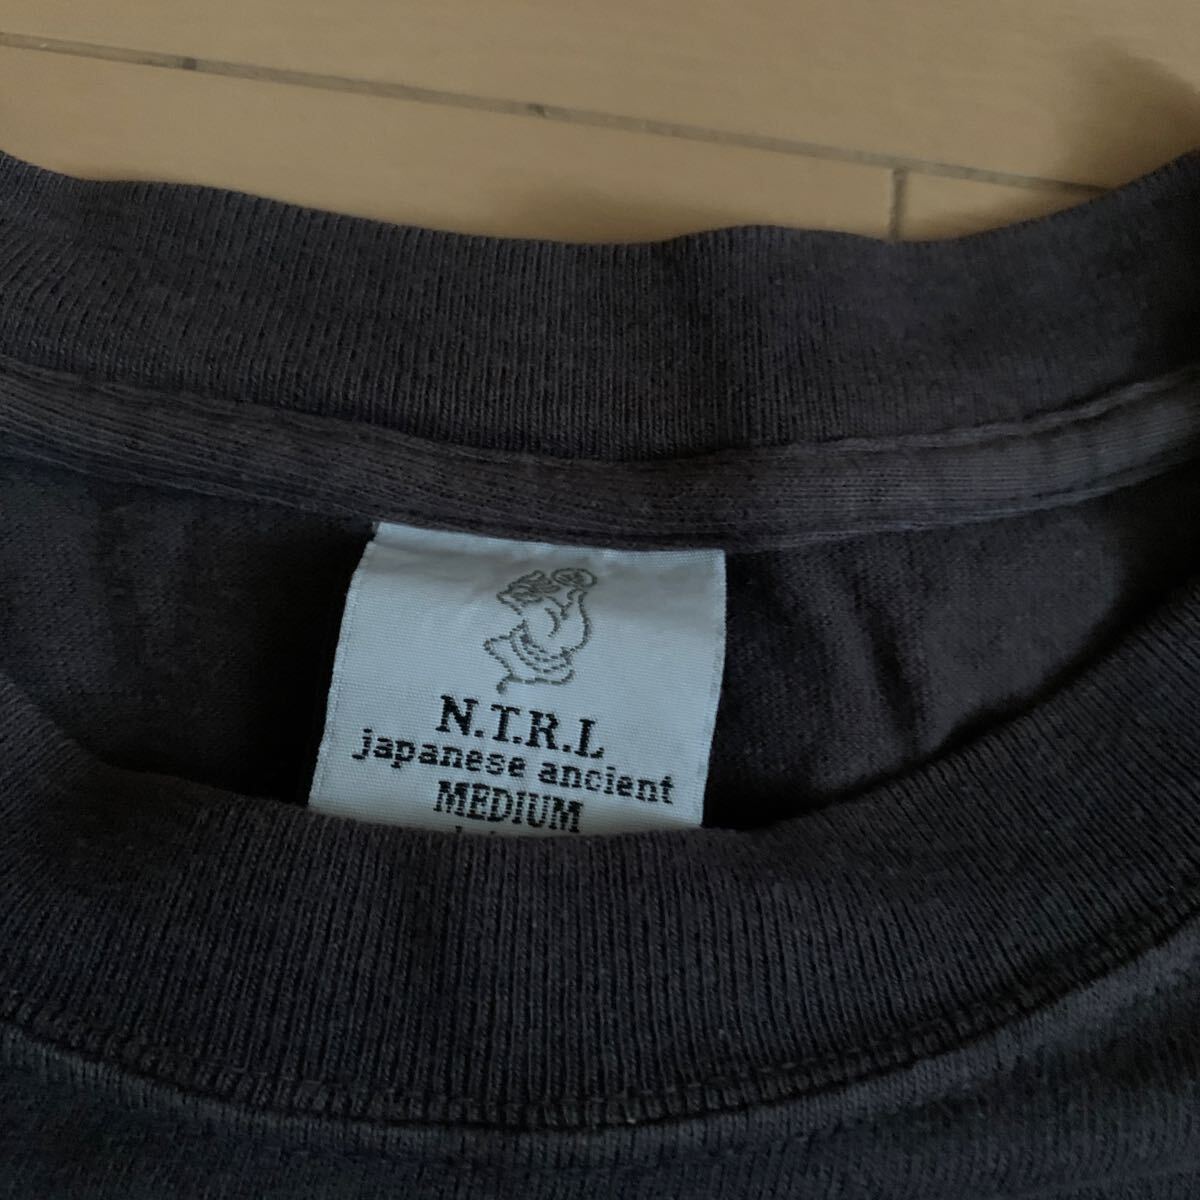 N.T.R.L
japanese ancient
MEDIUM